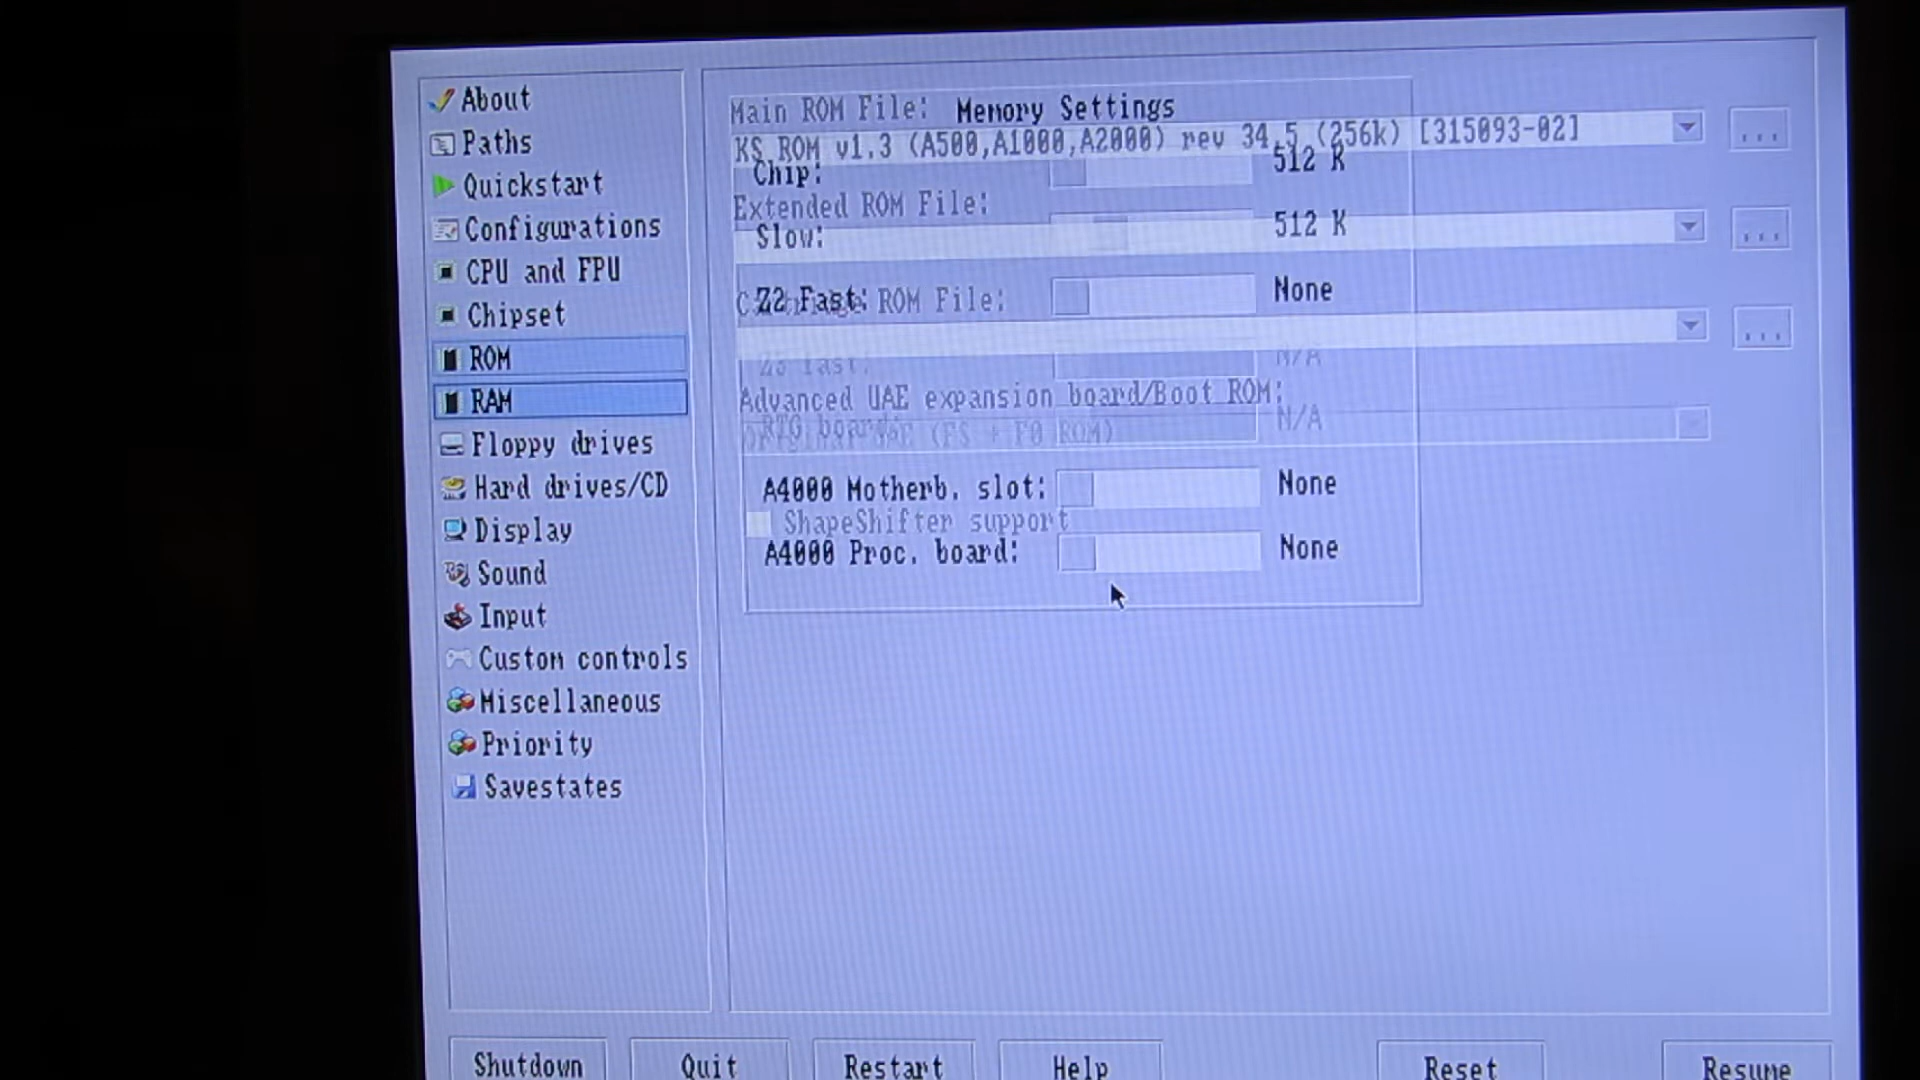 About
Paths
Quickstart
Configurations
CPU and FPU
Chipset
ROM
RAM
Floppy drives
Hard drives/CD
Display
Sound
Input
Custom controls
Miscellaneous
Priority
Savestates
Main ROM File:
Memory Settings
KS ROM v1.3 (A500,A1000,A2000) rev 34.5 (256k) [315093-02]
...
Chip:
512 K
Extended ROM File:
Slow:
512 K
...
Z2 Fast:
None
ROM File:
...
N/A
Advanced UAE expansion board/Boot ROM:
RTG board:
N/A
(FS + F0 ROM)
A4000 Motherb. slot:
None
ShapeShifter support
A4000 Proc. board:
None
Shutdown
Quit
Restart
Help
Reset
Resume